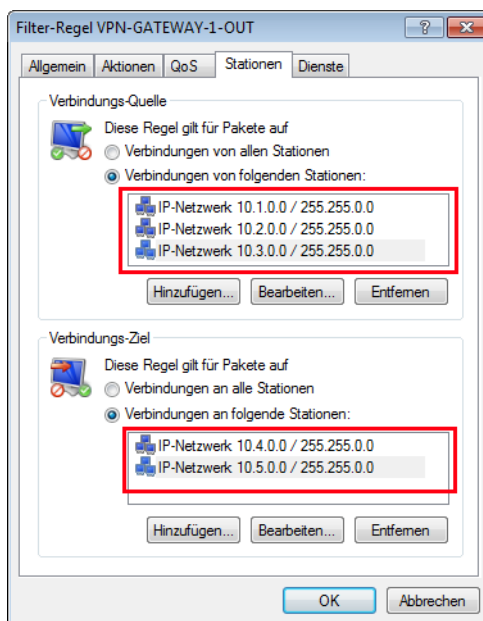 Filter-Regel VPN-GATEWAY-1-OUT
Allgemein Aktionen QoS Stationen Dienste
Verbindungs-Quelle
Diese Regel gilt für Pakete auf
Verbindungen von allen Stationen
Verbindungen von folgenden Stationen:
IP-Netzwerk 10.1.0.0 / 255.255.0.0
IP-Netzwerk 10.2.0.0 / 255.255.0.0
IP-Netzwerk 10.3.0.0 / 255.255.0.0
Hinzufügen... Bearbeiten... Entfernen
Verbindungs-Ziel
Diese Regel gilt für Pakete auf
Verbindungen an alle Stationen
Verbindungen an folgende Stationen:
IP-Netzwerk 10.4.0.0 / 255.255.0.0
IP-Netzwerk 10.5.0.0 / 255.255.0.0
Hinzufügen... Bearbeiten... Entfernen
OK Abbrechen